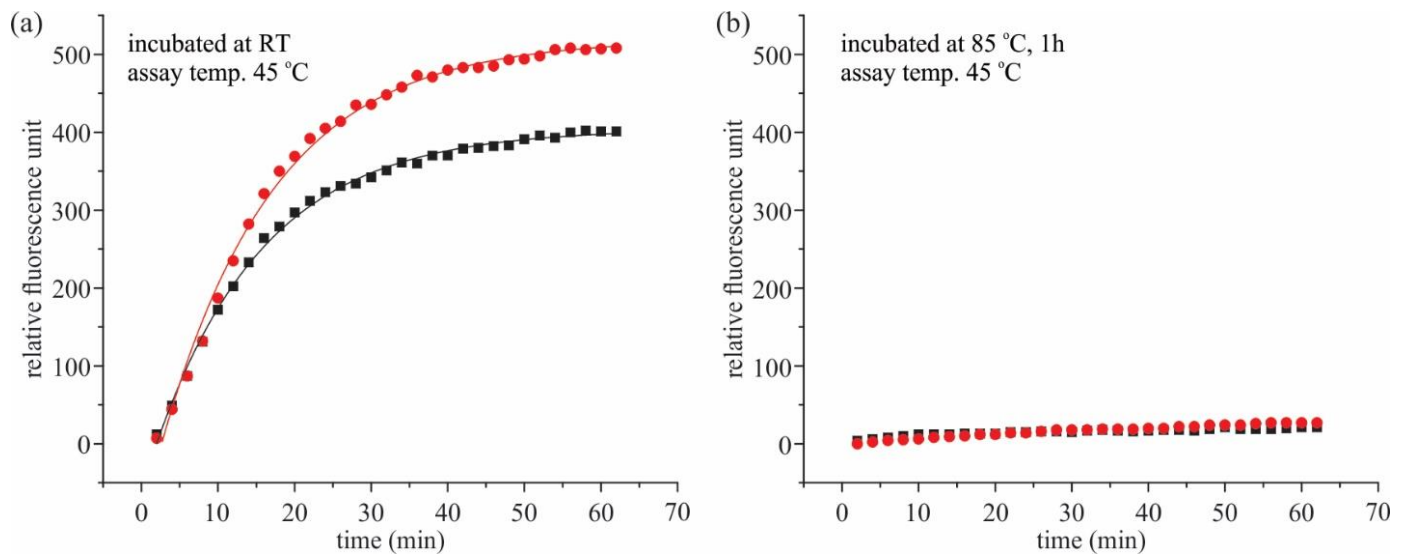 (a)
incubated at RT
assay temp. 45 °C
relative fluorescence unit
500
400
300
200
100
0
0 10 20 30 40 50 60 70
time (min)
(b)
incubated at 85 °C, 1h
assay temp. 45 °C
relative fluorescence unit
500
400
300
200
100
0
0 10 20 30 40 50 60 70
time (min)